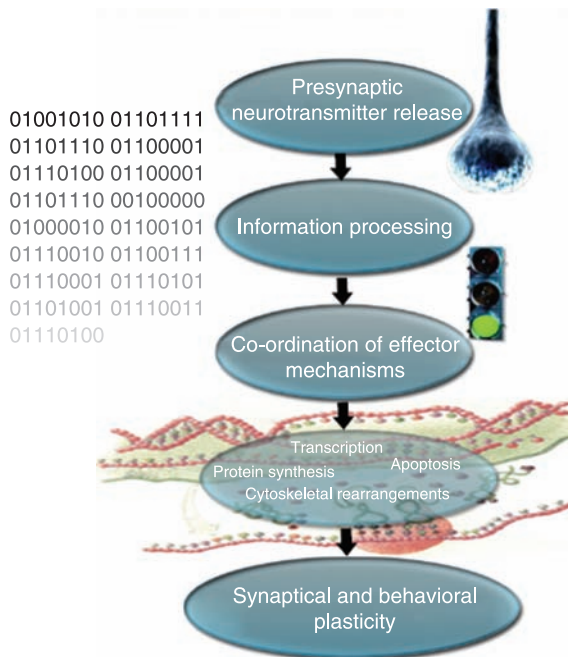 Presynaptic
neurotransmitter release
01001010 01101111
01101110 01100001
01110100 01100001
01101110 00100000
01000010 01100101
01110010 01100111
01110001 01110101
01101001 01110011
01110100
Information processing
Co-ordination of effector
mechanisms
Transcription
Protein synthesis
Apoptosis
Cytoskeletal rearrangements
Synaptical and behavioral
plasticity